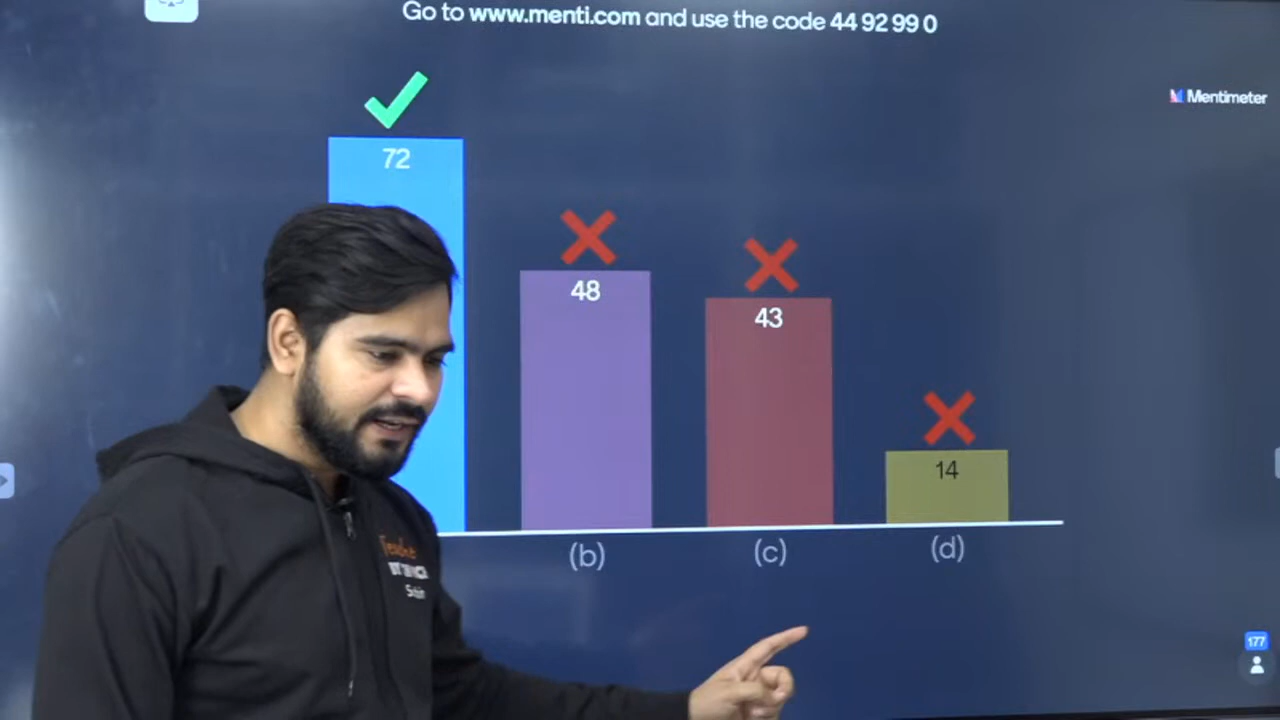 Go to www.menti.com and use the code 44 92 99 0
Mentimeter
72
48
43
14
(b)
(c)
(d)
177